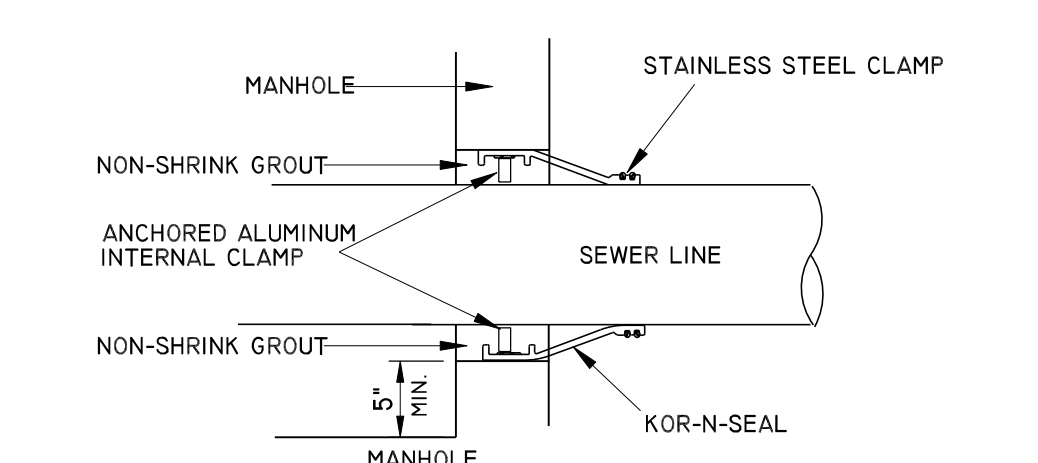 STAINLESS STEEL CLAMP
MANHOLE
NON-SHRINK GROUT
ANCHORED ALUMINUM
INTERNAL CLAMP
SEWER LINE
NON-SHRINK GROUT
5"
MIN.
KOR-N-SEAL
MANHOLE